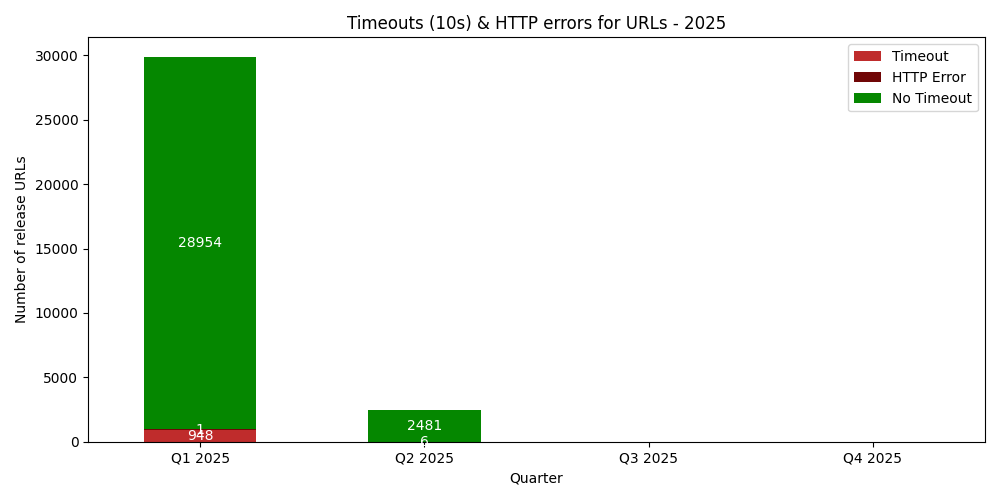 Timeouts (10s) & HTTP errors for URLs - 2025
Timeout
HTTP Error
No Timeout
Number of release URLs
30000
25000
20000
15000
10000
5000
0
28954
1
948
2481
6
Q1 2025
Q2 2025
Q3 2025
Q4 2025
Quarter